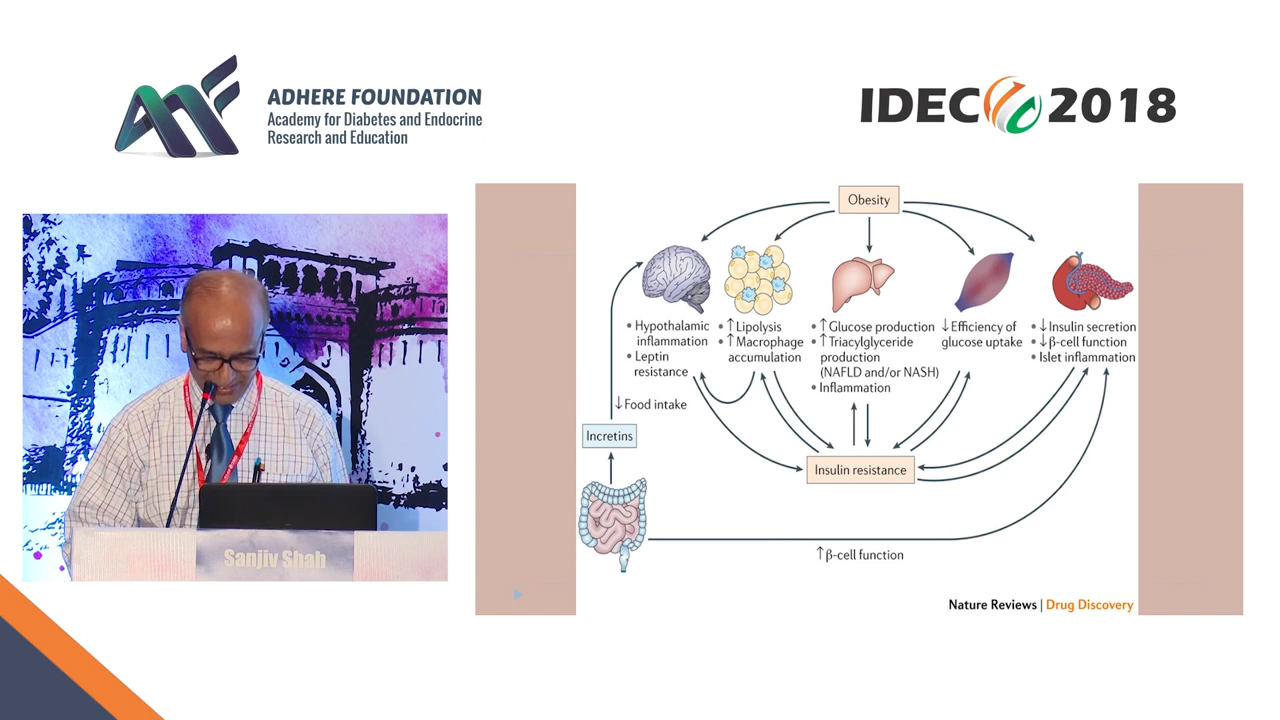 ADHERE FOUNDATION
Academy for Diabetes and Endocrine
Research and Education
IDEC 2018
Obesity
• Hypothalamic
inflammation
• Leptin
resistance
• ↑Lipolysis
• ↑Macrophage
accumulation
• ↑Glucose production
• ↑Triacylglyceride
production
(NAFLD and/or NASH)
• Inflammation
↓Efficiency of
glucose uptake
• ↓Insulin secretion
• ↓β-cell function
• Islet inflammation
↓Food intake
Incretins
Insulin resistance
↑β-cell function
Nature Reviews | Drug Discovery
Sanjiv Shah